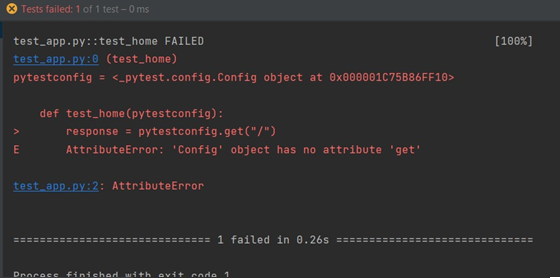 Tests failed: 1 of 1 test – 0 ms
test_app.py::test_home FAILED [100%]
test_app.py:0 (test_home)
pytestconfig = <_pytest.config.Config object at 0x000001C75B86FF10>
def test_home(pytestconfig):
> response = pytestconfig.get("/")
E AttributeError: 'Config' object has no attribute 'get'
test_app.py:2: AttributeError
============================== 1 failed in 0.26s ==============================
Process finished with exit code 1